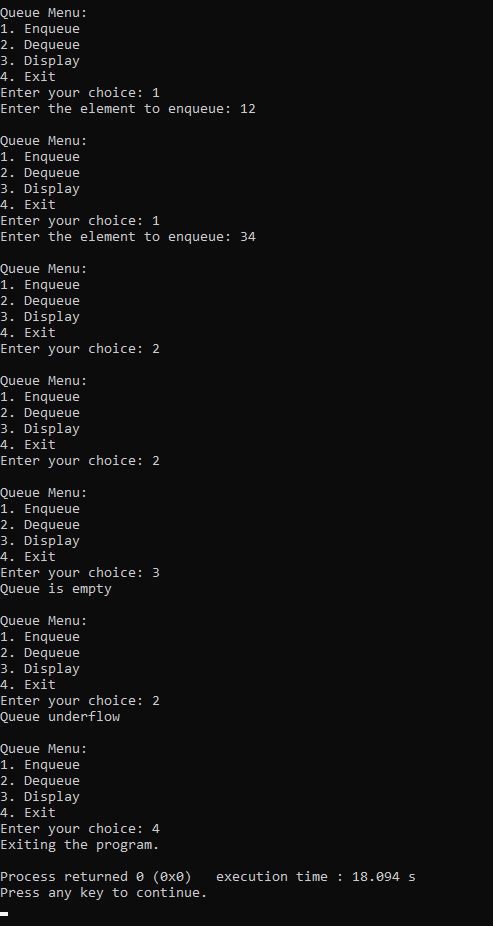 Queue Menu:
1. Enqueue
2. Dequeue
3. Display
4. Exit
Enter your choice: 1
Enter the element to enqueue: 12

Queue Menu:
1. Enqueue
2. Dequeue
3. Display
4. Exit
Enter your choice: 1
Enter the element to enqueue: 34

Queue Menu:
1. Enqueue
2. Dequeue
3. Display
4. Exit
Enter your choice: 2

Queue Menu:
1. Enqueue
2. Dequeue
3. Display
4. Exit
Enter your choice: 2

Queue Menu:
1. Enqueue
2. Dequeue
3. Display
4. Exit
Enter your choice: 3
Queue is empty

Queue Menu:
1. Enqueue
2. Dequeue
3. Display
4. Exit
Enter your choice: 2
Queue underflow

Queue Menu:
1. Enqueue
2. Dequeue
3. Display
4. Exit
Enter your choice: 4
Exiting the program.

Process returned 0 (0x0)   execution time : 18.094 s
Press any key to continue.